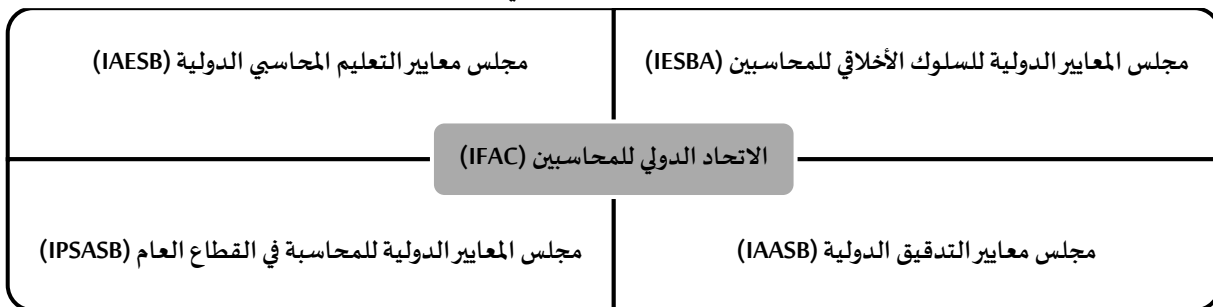 مجلس المعايير الدولية للسلوك الأخلاقي للمحاسبين (IESBA)
مجلس معايير التعليم المحاسبي الدولية (IAESB)
الاتحاد الدولي للمحاسبين (IFAC)
مجلس معايير التدقيق الدولية (IAASB)
مجلس المعايير الدولية للمحاسبة في القطاع العام (IPSASB)